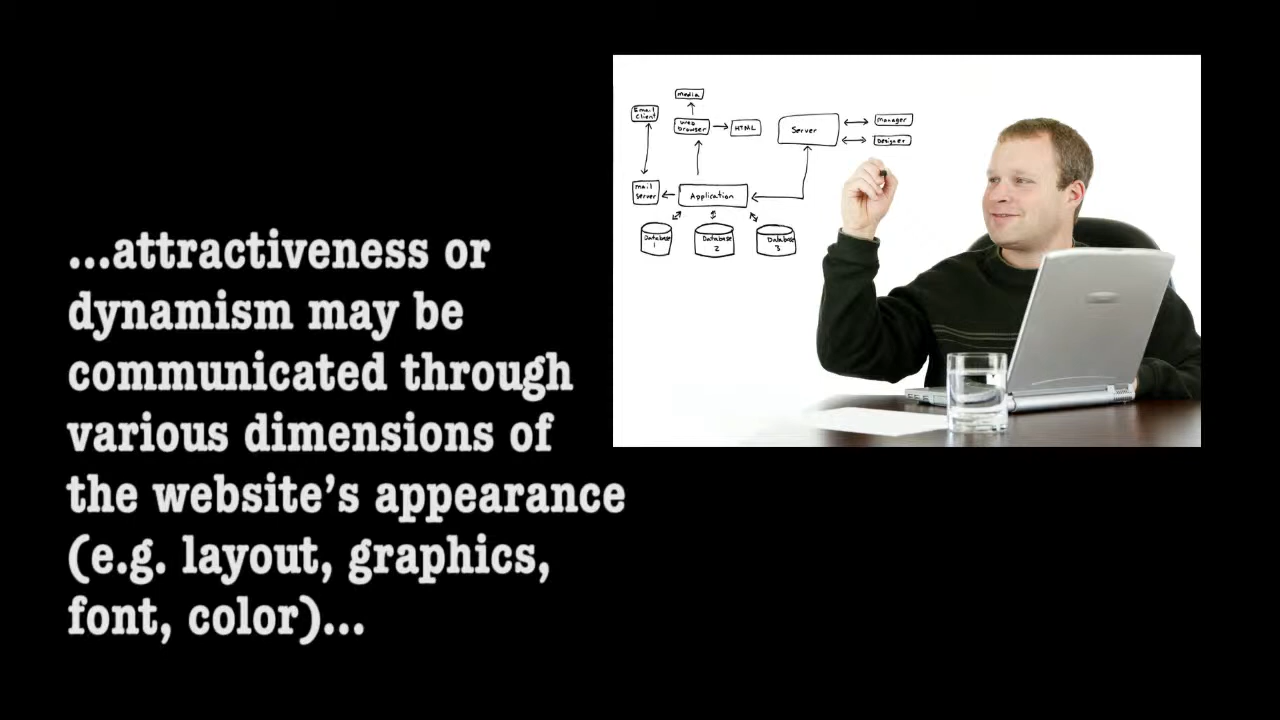 ...attractiveness or
dynamism may be
communicated through
various dimensions of
the website's appearance
(e.g. layout, graphics,
font, color)...
Media
Email
Client
Web
Browser
HTML
Server
Manager
Designer
Mail
Server
Application
Database
1
Database
2
Database
3